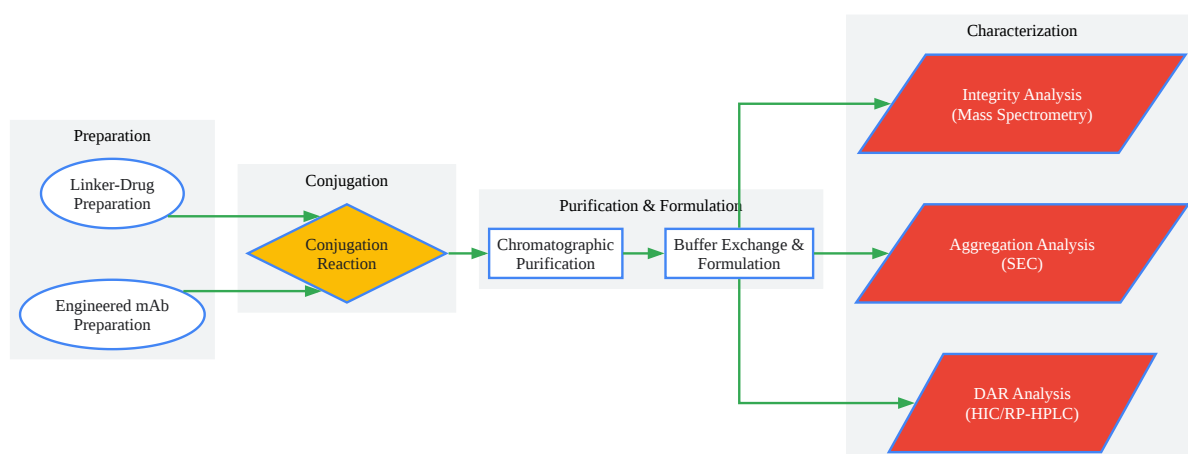 Preparation
Linker-Drug
Preparation
Engineered mAb
Preparation
Conjugation
Conjugation
Reaction
Purification & Formulation
Chromatographic
Purification
Buffer Exchange &
Formulation
Characterization
Integrity Analysis
(Mass Spectrometry)
Aggregation Analysis
(SEC)
DAR Analysis
(HIC/RP-HPLC)